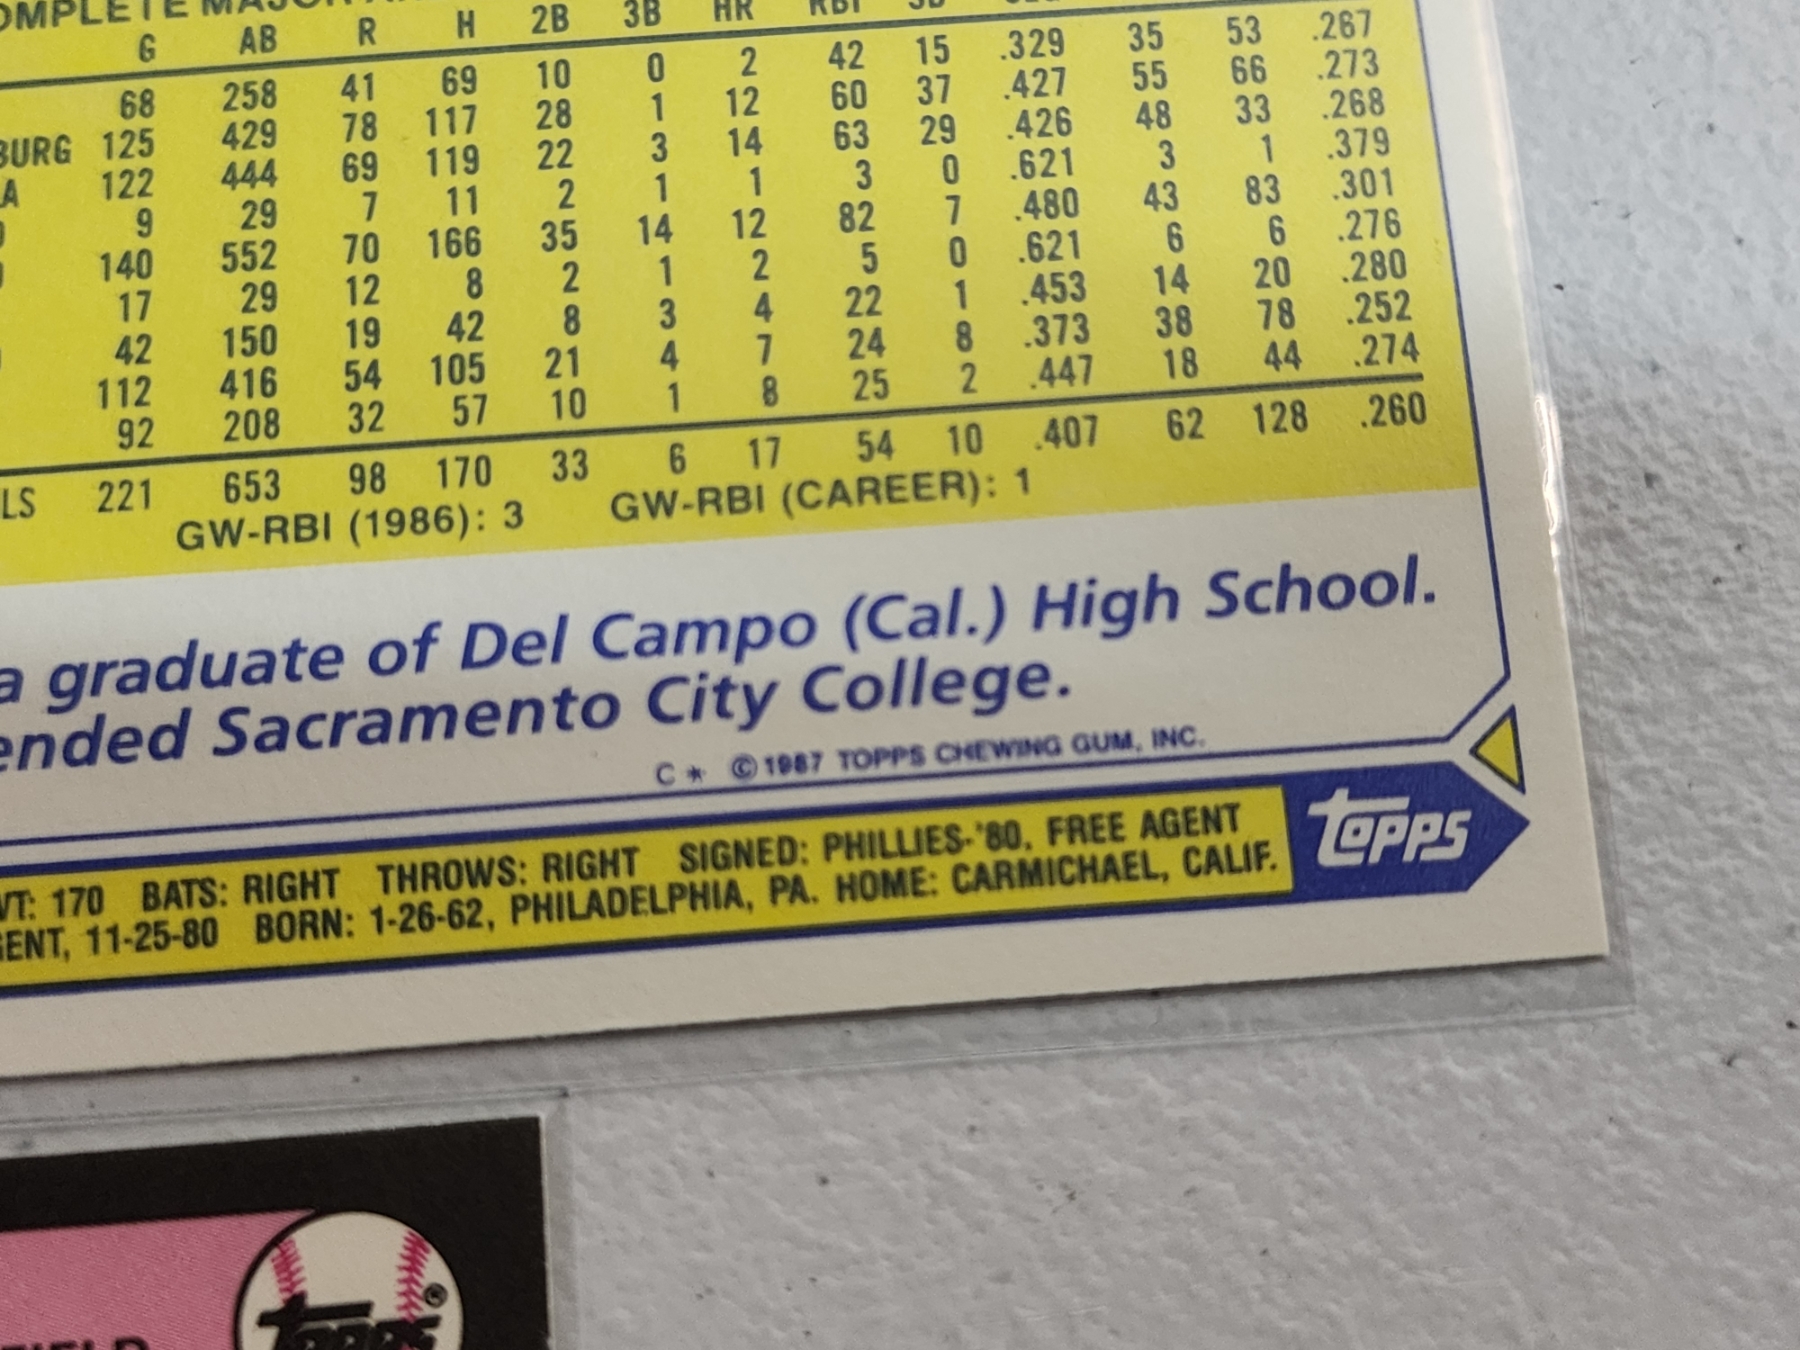 OMPLETE MAJOR
G AB R H 2B 3B HR RBI SB
68 258 41 69 10 0 2 42 15 .329 35 53 .267
BURG 125 429 78 117 28 1 12 60 37 .427 55 66 .273
A 122 444 69 119 22 3 14 63 29 .426 48 33 .268
9 29 7 11 2 1 1 3 0 .621 3 1 .379
140 552 70 166 35 14 12 82 7 .480 43 83 .301
17 29 12 8 2 1 2 5 0 .621 6 6 .276
42 150 19 42 8 3 4 22 1 .453 14 20 .280
112 416 54 105 21 4 7 24 8 .373 38 78 .252
92 208 32 57 10 1 8 25 2 .447 18 44 .274
LS 221 653 98 170 33 6 17 54 10 .407 62 128 .260
GW-RBI (1986): 3 GW-RBI (CAREER): 1
a graduate of Del Campo (Cal.) High School.
ended Sacramento City College.
C * © 1987 TOPPS CHEWING GUM, INC.
WT: 170 BATS: RIGHT THROWS: RIGHT SIGNED: PHILLIES-'80, FREE AGENT
GENT, 11-25-80 BORN: 1-26-62, PHILADELPHIA, PA. HOME: CARMICHAEL, CALIF.
topps
FIELD
Topps ®